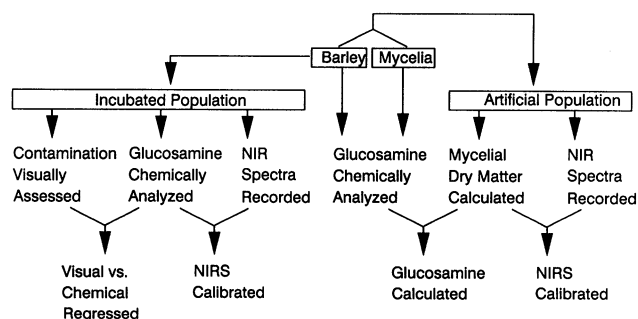 Barley Mycelia
Incubated Population
Artificial Population
Contamination
Visually
Assessed
Glucosamine
Chemically
Analyzed
NIR
Spectra
Recorded
Glucosamine
Chemically
Analyzed
Mycelial
Dry Matter
Calculated
NIR
Spectra
Recorded
Visual vs.
Chemical
Regressed
NIRS
Calibrated
Glucosamine
Calculated
NIRS
Calibrated